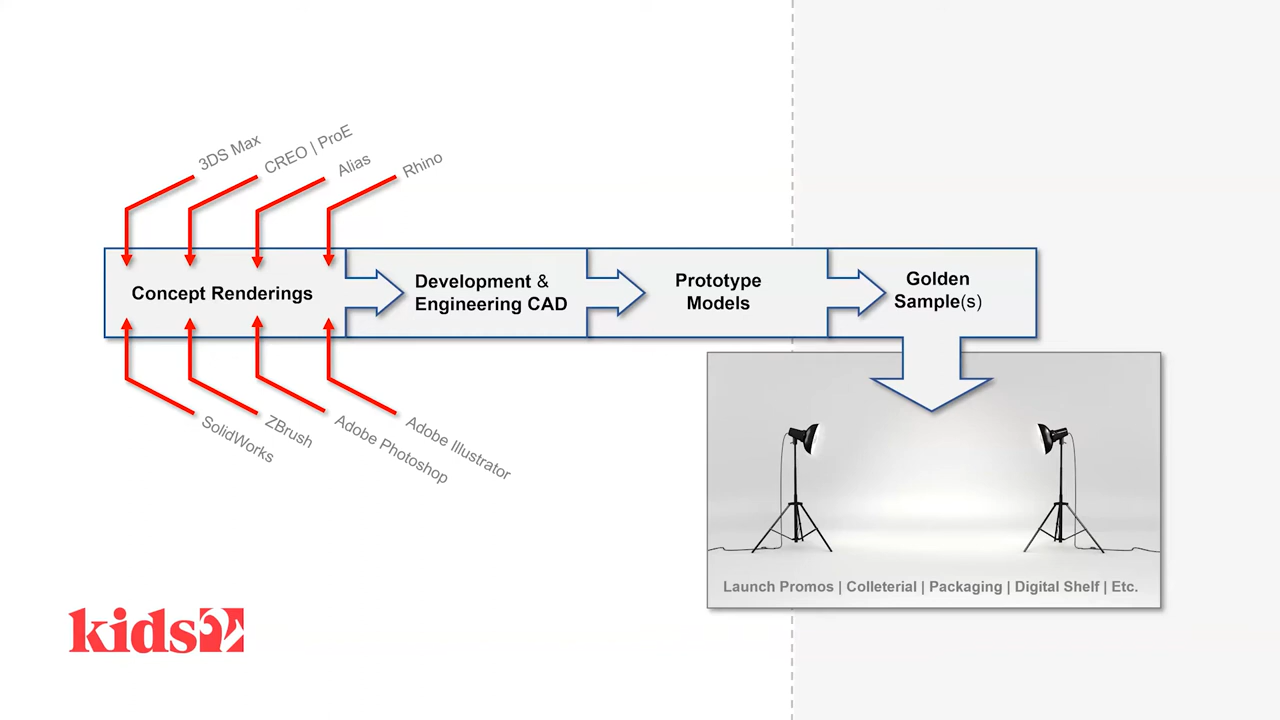 3DS Max
CREO | ProE
Alias
Rhino
Concept Renderings
Development &
Engineering CAD
Prototype
Models
Golden
Sample(s)
SolidWorks
ZBrush
Adobe Photoshop
Adobe Illustrator
Launch Promos | Colleterial | Packaging | Digital Shelf | Etc.
kids2